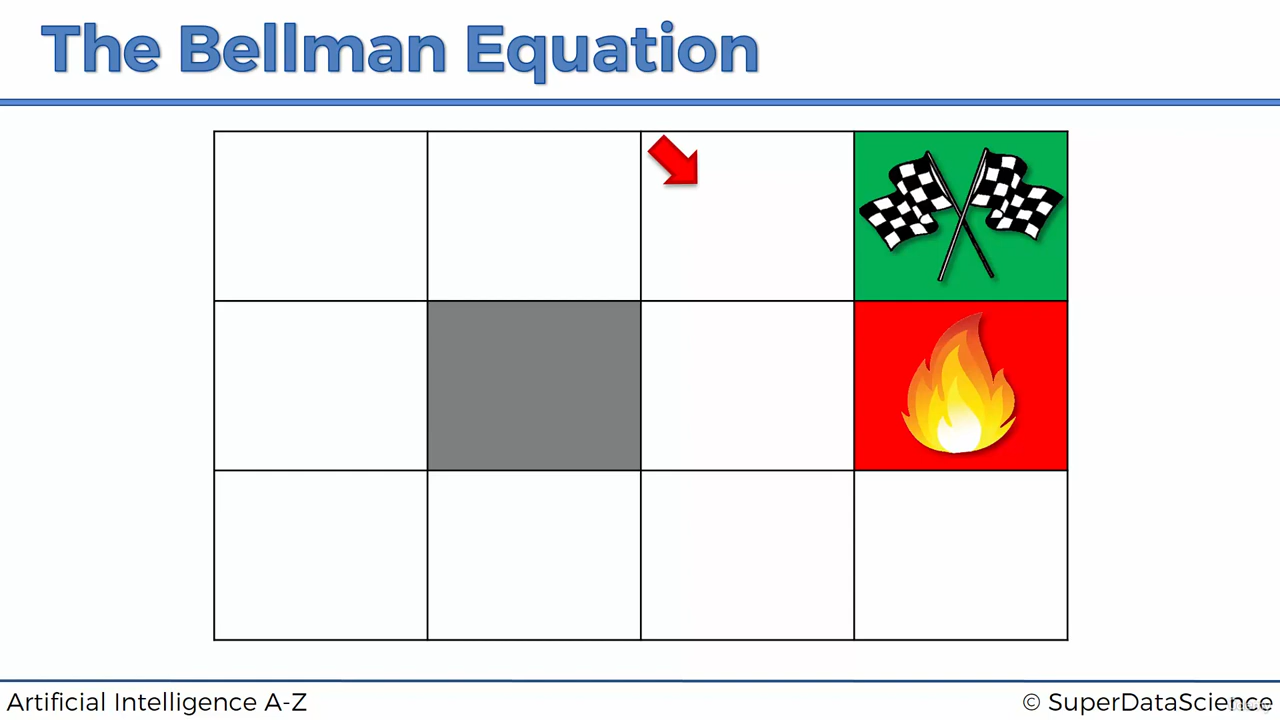 The Bellman Equation
Artificial Intelligence A-Z
© SuperDataScience